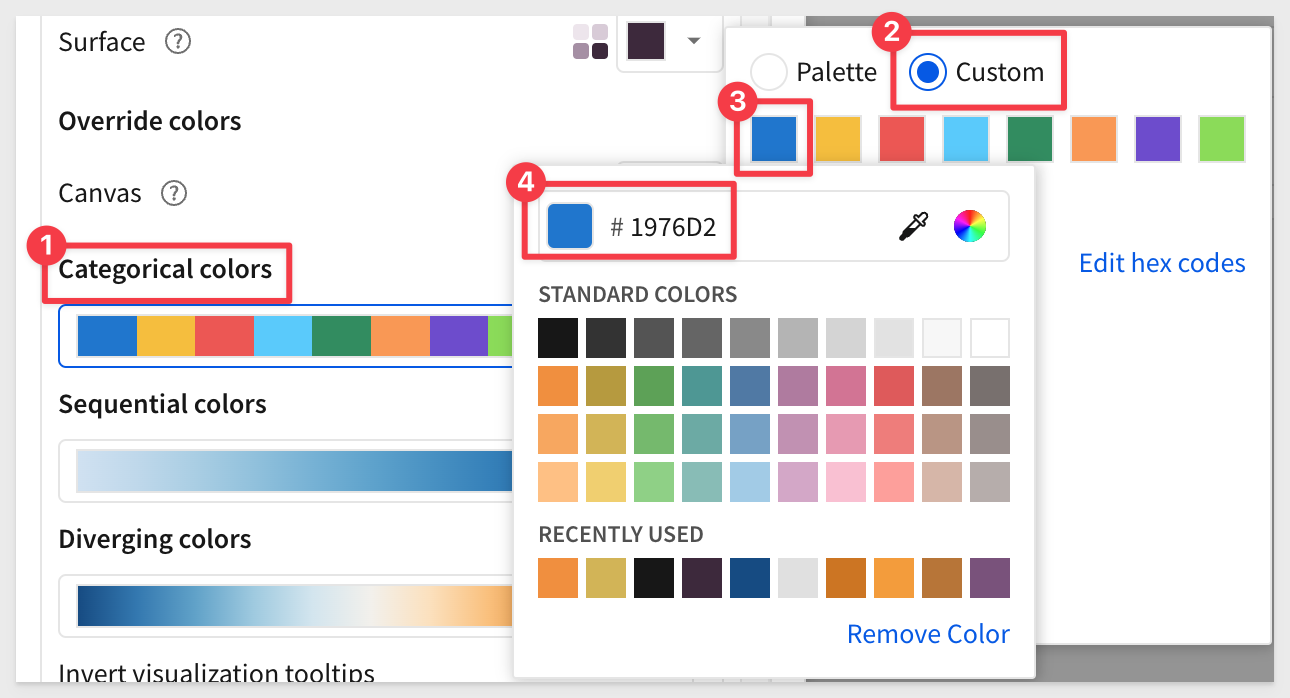 Surface ?
Override colors
Canvas ?
1
Categorical colors
Sequential colors
Diverging colors
Invert visualization tooltips
2
Palette Custom
3
4
# 1976D2
Edit hex codes
STANDARD COLORS
RECENTLY USED
Remove Color